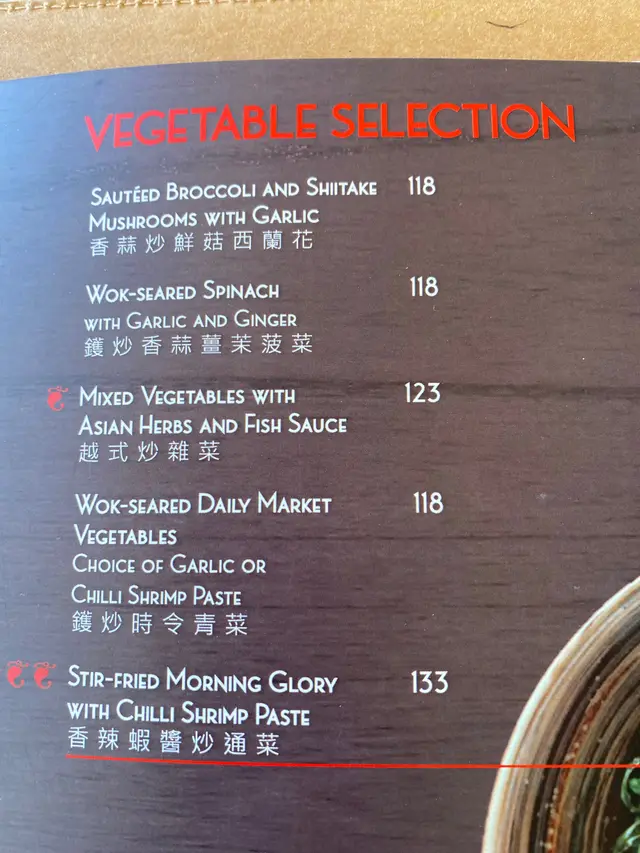 VEGETABLE SELECTION
SAUTÉED BROCCOLI AND SHIITAKE 118
MUSHROOMS WITH GARLIC
香蒜炒鮮菇西蘭花
WOK-SEARED SPINACH 118
WITH GARLIC AND GINGER
鑊炒香蒜薑茉菠菜
MIXED VEGETABLES WITH 123
ASIAN HERBS AND FISH SAUCE
越式炒雜菜
WOK-SEARED DAILY MARKET 118
VEGETABLES
CHOICE OF GARLIC OR
CHILLI SHRIMP PASTE
鑊炒時令青菜
STIR-FRIED MORNING GLORY 133
WITH CHILLI SHRIMP PASTE
香辣蝦醬炒通菜